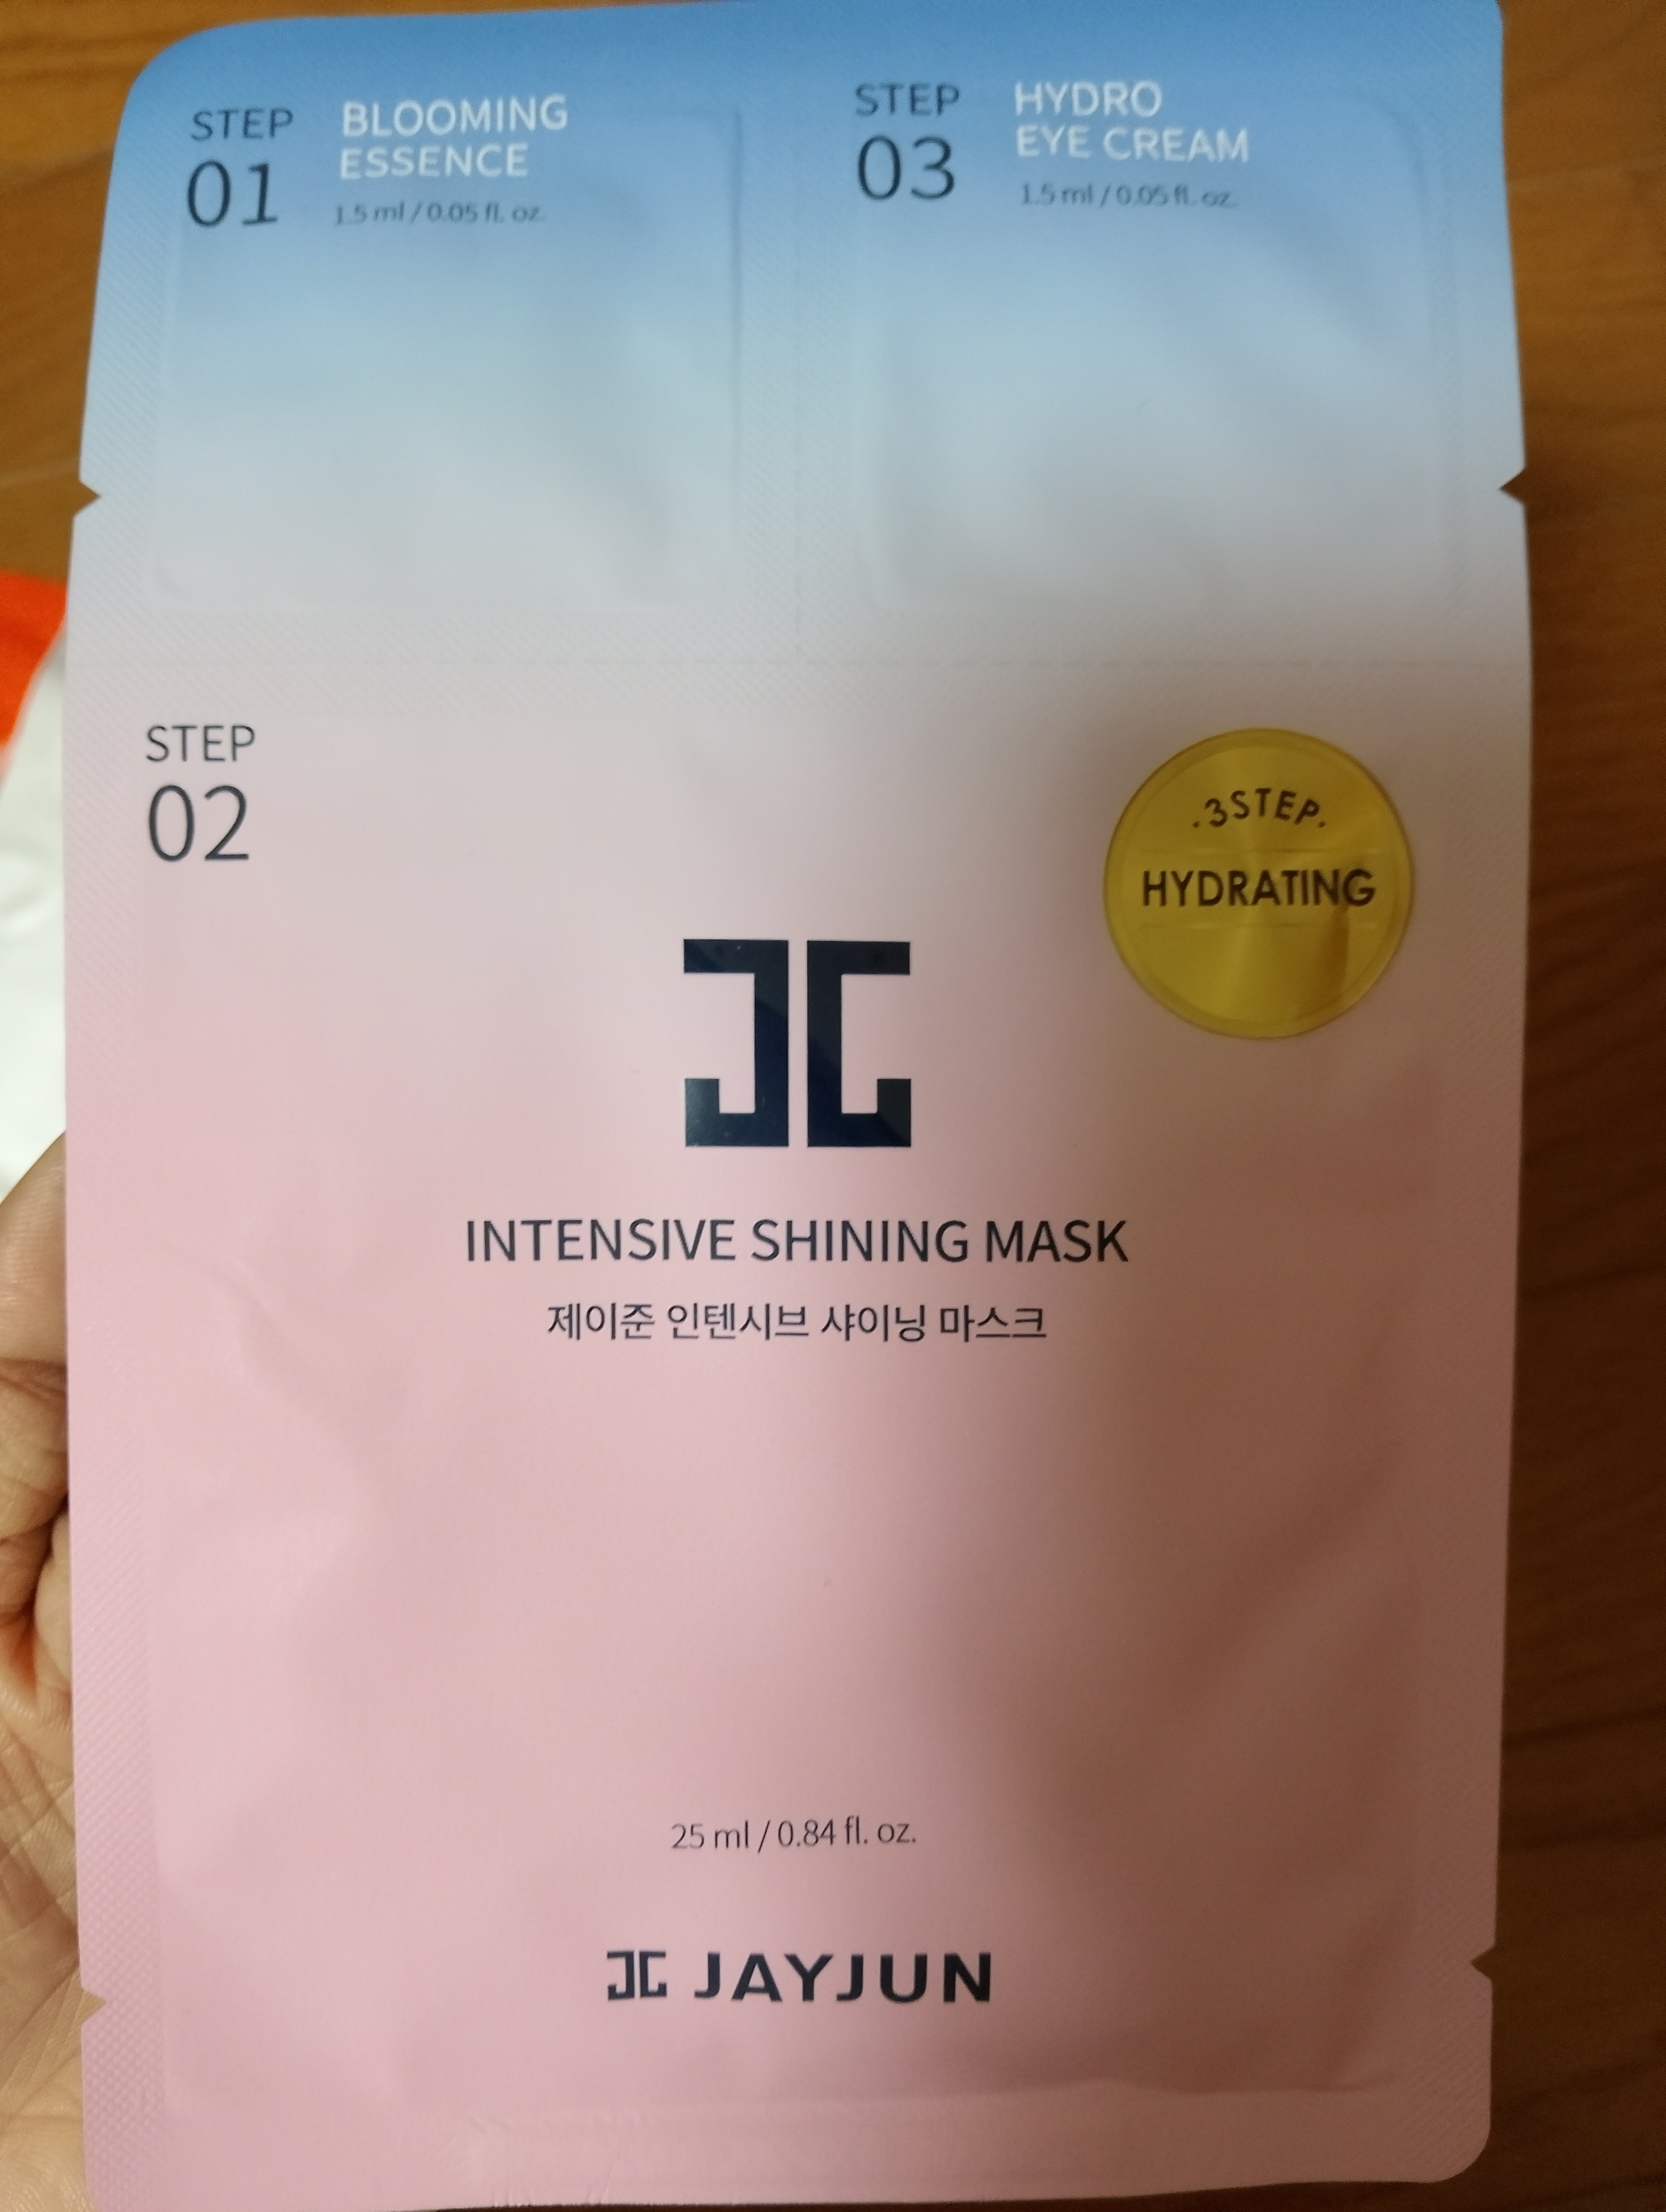 STEP
01
BLOOMING
ESSENCE
1.5 ml / 0.05 fl. oz.
STEP
03
HYDRO
EYE CREAM
1.5 ml / 0.05 fl. oz.
STEP
02
.3STEP.
HYDRATING
INTENSIVE SHINING MASK
제이준 인텐시브 샤이닝 마스크
25 ml / 0.84 fl. oz.
JAYJUN